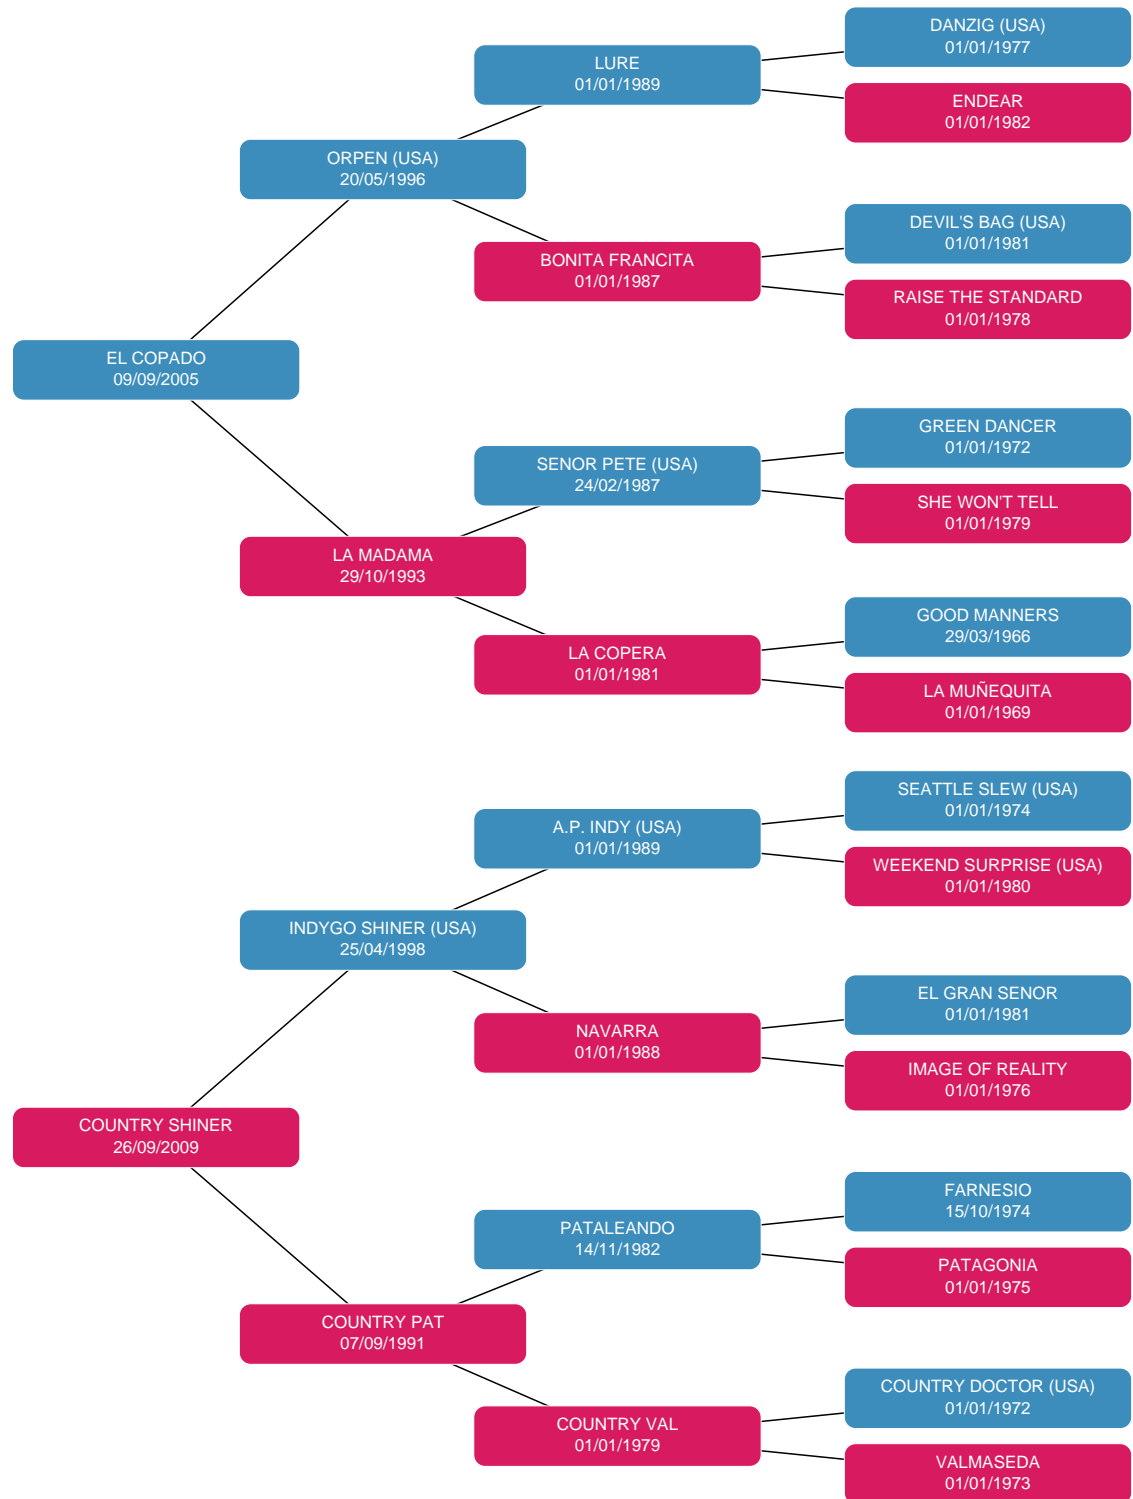 DANZIG (USA)
01/01/1977
LURE
01/01/1989
ENDEAR
01/01/1982
ORPEN (USA)
20/05/1996
DEVIL'S BAG (USA)
01/01/1981
BONITA FRANCITA
01/01/1987
RAISE THE STANDARD
01/01/1978
EL COPADO
09/09/2005
GREEN DANCER
01/01/1972
SENOR PETE (USA)
24/02/1987
SHE WON'T TELL
01/01/1979
LA MADAMA
29/10/1993
GOOD MANNERS
29/03/1966
LA COPERA
01/01/1981
LA MUÑEQUITA
01/01/1969
SEATTLE SLEW (USA)
01/01/1974
A.P. INDY (USA)
01/01/1989
WEEKEND SURPRISE (USA)
01/01/1980
INDYGO SHINER (USA)
25/04/1998
EL GRAN SENOR
01/01/1981
NAVARRA
01/01/1988
IMAGE OF REALITY
01/01/1976
COUNTRY SHINER
26/09/2009
FARNESIO
15/10/1974
PATALEANDO
14/11/1982
PATAGONIA
01/01/1975
COUNTRY PAT
07/09/1991
COUNTRY DOCTOR (USA)
01/01/1972
COUNTRY VAL
01/01/1979
VALMASEDA
01/01/1973